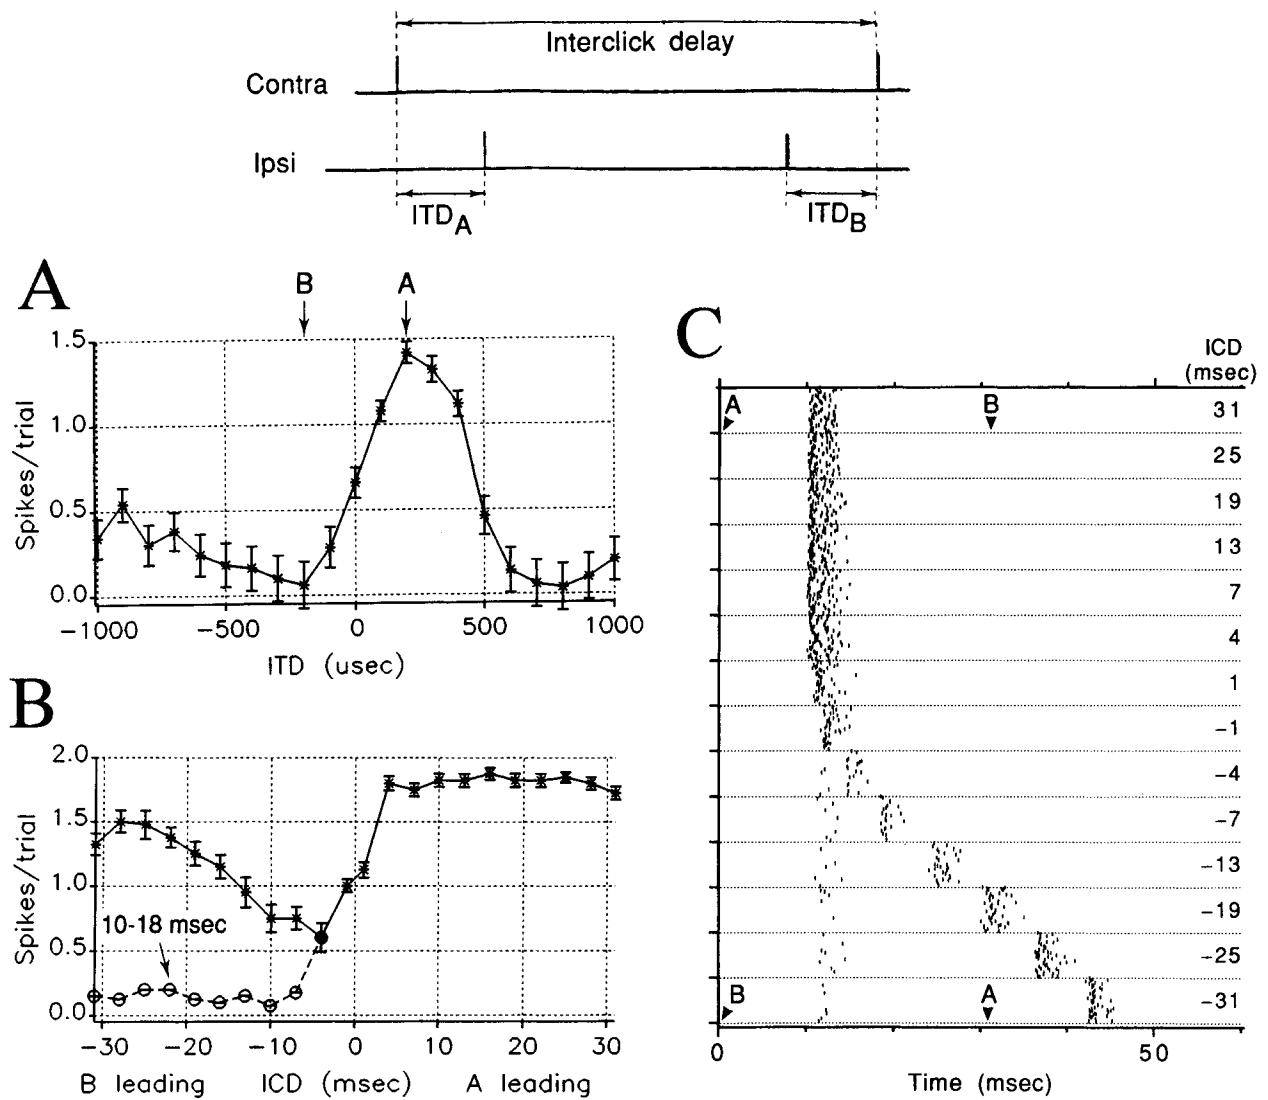 Interclick delay
Contra
Ipsi
ITDA
ITDB
A
B A
1.5
1.0
0.5
0.0
Spikes/trial
−1000 −500 0 500 1000
ITD (usec)
B
2.0
1.5
1.0
0.5
0.0
Spikes/trial
10-18 msec
−30 −20 −10 0 10 20 30
B leading ICD (msec) A leading
C
ICD
(msec)
A B 31
25
19
13
7
4
1
−1
−4
−7
−13
−19
−25
B A −31
0 50
Time (msec)